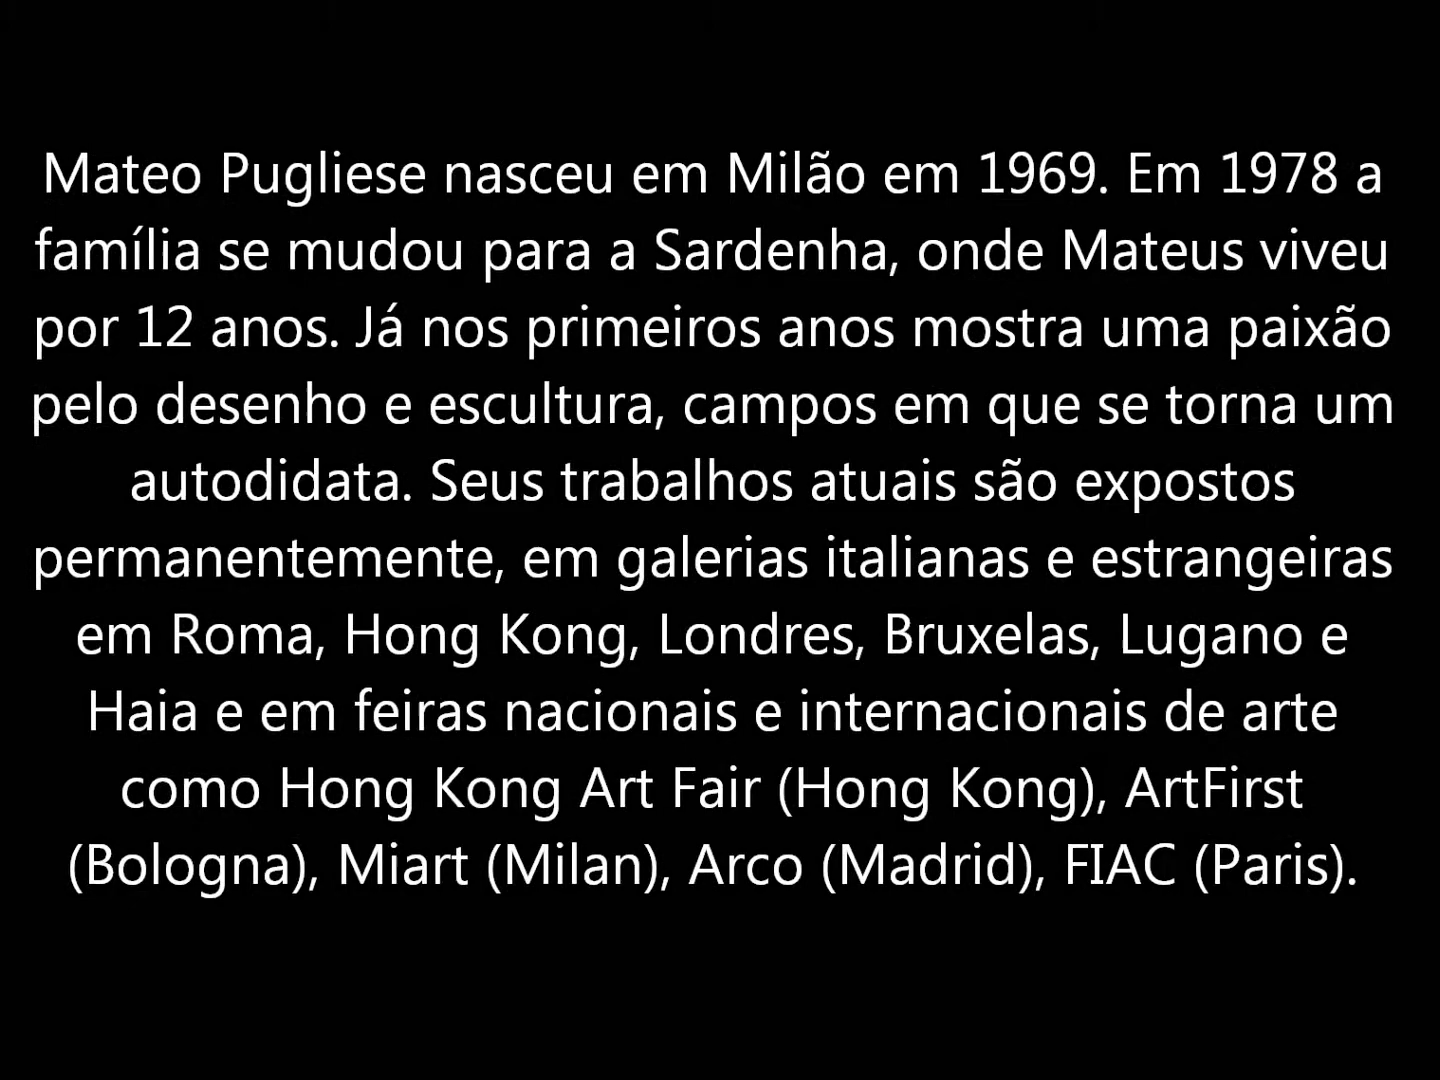 Mateo Pugliese nasceu em Milão em 1969. Em 1978 a
família se mudou para a Sardenha, onde Mateus viveu
por 12 anos. Já nos primeiros anos mostra uma paixão
pelo desenho e escultura, campos em que se torna um
autodidata. Seus trabalhos atuais são expostos
permanentemente, em galerias italianas e estrangeiras
em Roma, Hong Kong, Londres, Bruxelas, Lugano e
Haia e em feiras nacionais e internacionais de arte
como Hong Kong Art Fair (Hong Kong), ArtFirst
(Bologna), Miart (Milan), Arco (Madrid), FIAC (Paris).